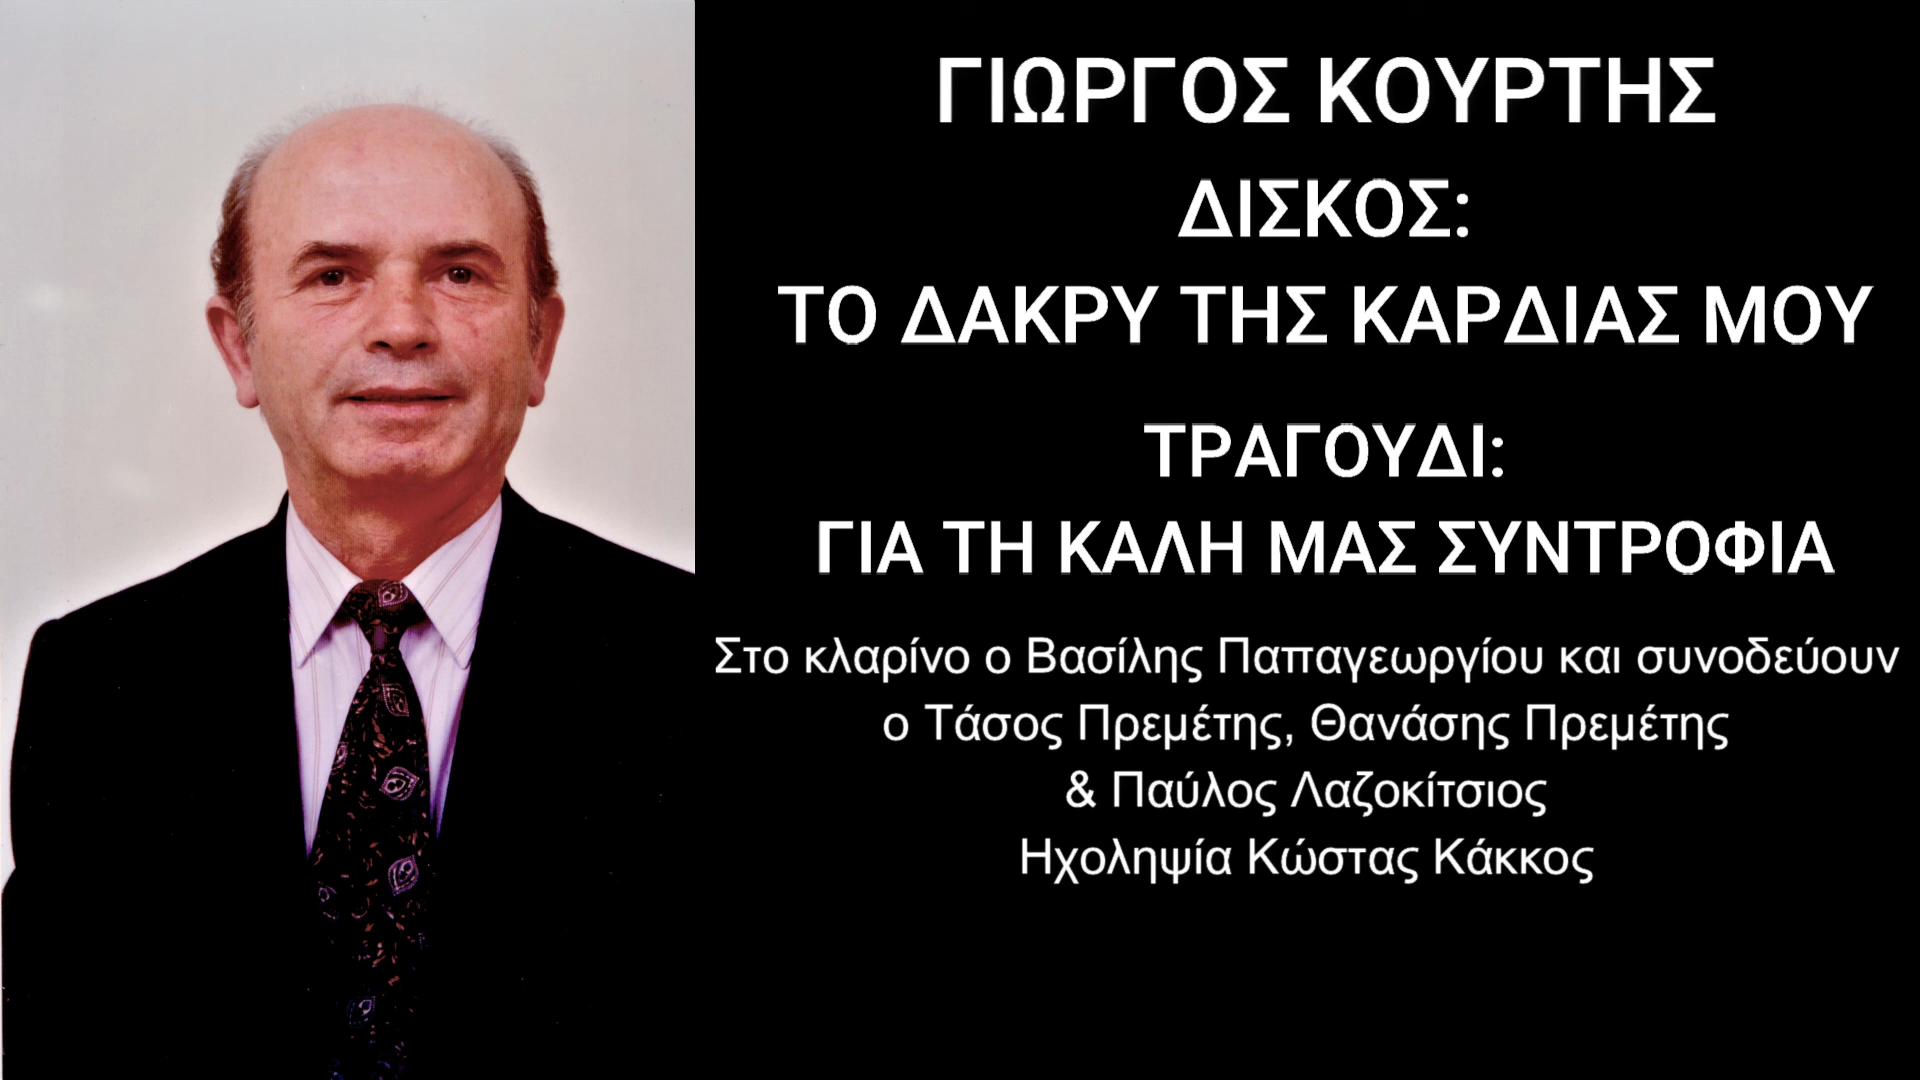 ΓΙΩΡΓΟΣ ΚΟΥΡΤΗΣ
ΔΙΣΚΟΣ:
ΤΟ ΔΑΚΡΥ ΤΗΣ ΚΑΡΔΙΑΣ ΜΟΥ
ΤΡΑΓΟΥΔΙ:
ΓΙΑ ΤΗ ΚΑΛΗ ΜΑΣ ΣΥΝΤΡΟΦΙΑ
Στο κλαρίνο ο Βασίλης Παπαγεωργίου και συνοδεύουν
ο Τάσος Πρεμέτης, Θανάσης Πρεμέτης
& Παύλος Λαζοκίτσιος
Ηχοληψία Κώστας Κάκκος